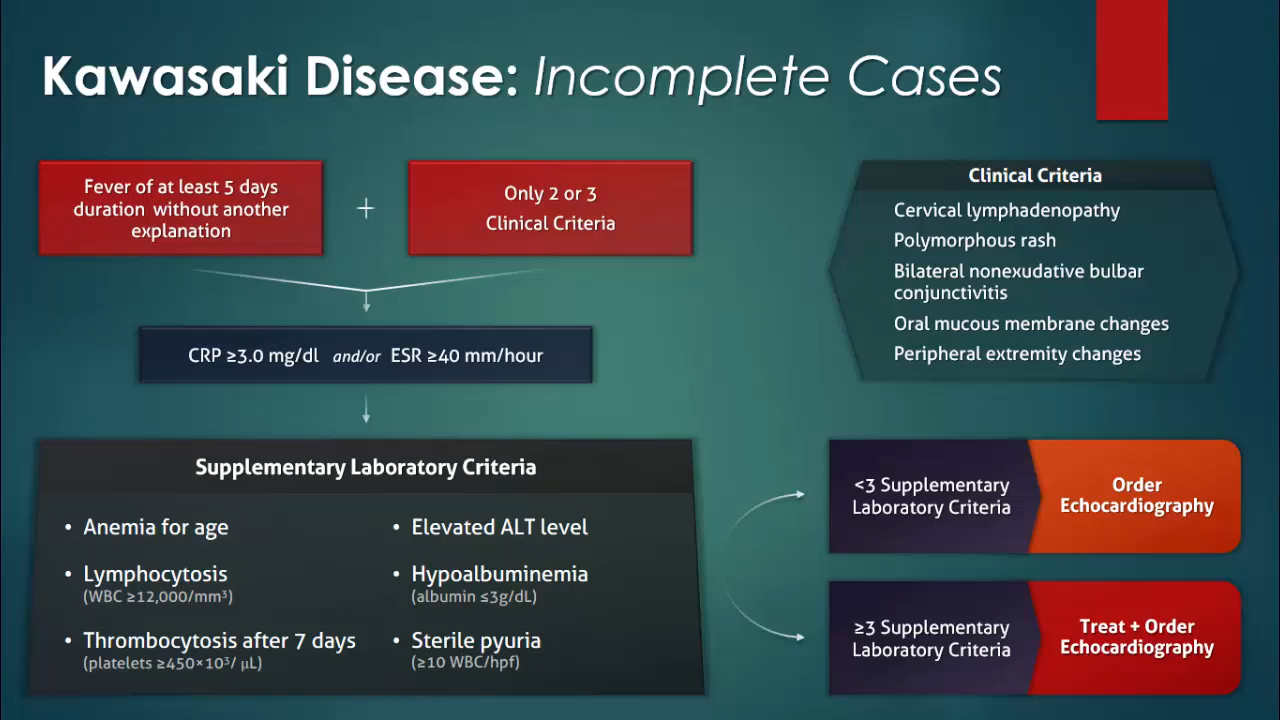 Kawasaki Disease: Incomplete Cases
Fever of at least 5 days
duration without another
explanation
+
Only 2 or 3
Clinical Criteria
CRP ≥3.0 mg/dl and/or ESR ≥40 mm/hour
Supplementary Laboratory Criteria
• Anemia for age
• Lymphocytosis
(WBC ≥12,000/mm³)
• Thrombocytosis after 7 days
(platelets ≥450×10³/ µL)
• Elevated ALT level
• Hypoalbuminemia
(albumin ≤3g/dL)
• Sterile pyuria
(≥10 WBC/hpf)
Clinical Criteria
Cervical lymphadenopathy
Polymorphous rash
Bilateral nonexudative bulbar
conjunctivitis
Oral mucous membrane changes
Peripheral extremity changes
<3 Supplementary
Laboratory Criteria
Order
Echocardiography
≥3 Supplementary
Laboratory Criteria
Treat + Order
Echocardiography